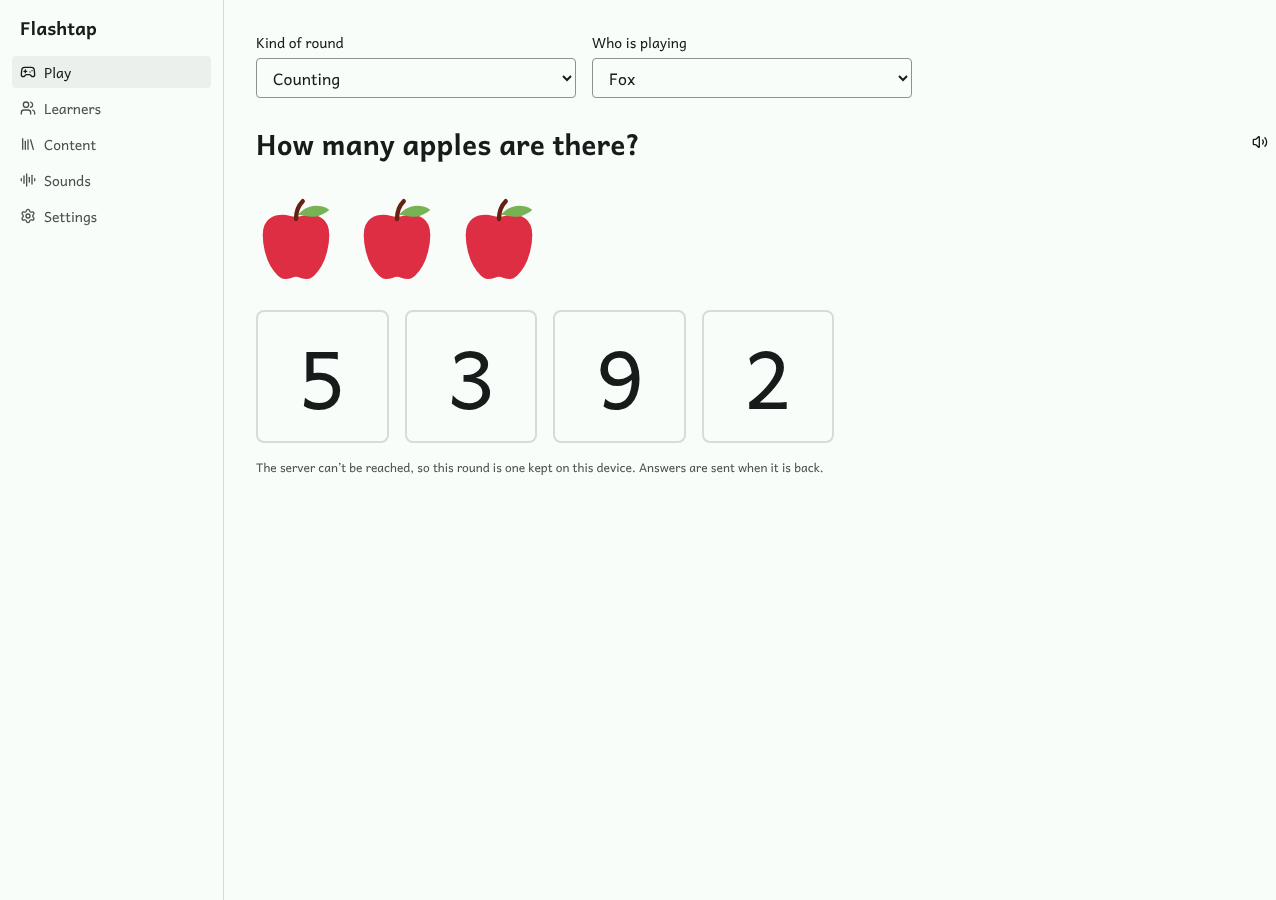 Flashtap
Play
Learners
Content
Sounds
Settings
Kind of round
Who is playing
Counting
Fox
How many apples are there?
5
3
9
2
The server can’t be reached, so this round is one kept on this device. Answers are sent when it is back.